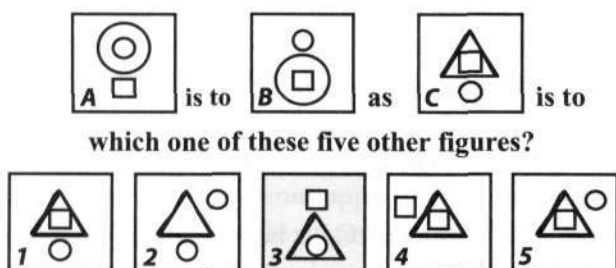 A is to B as C is to
which one of these five other figures?
1 2 3 4 5